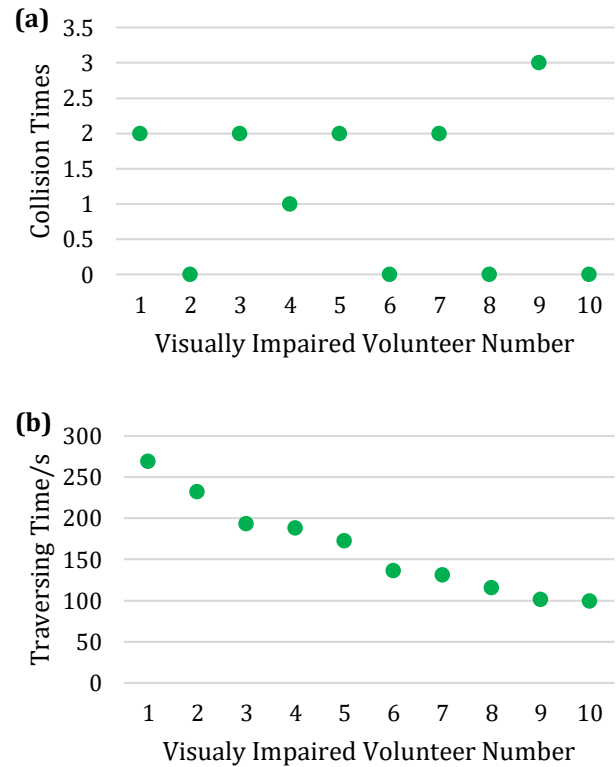 (a)
Collision Times
3.5
3
2.5
2
1.5
1
0.5
0
1 2 3 4 5 6 7 8 9 10
Visually Impaired Volunteer Number
(b)
Traversing Time/s
300
250
200
150
100
50
0
1 2 3 4 5 6 7 8 9 10
Visualy Impaired Volunteer Number